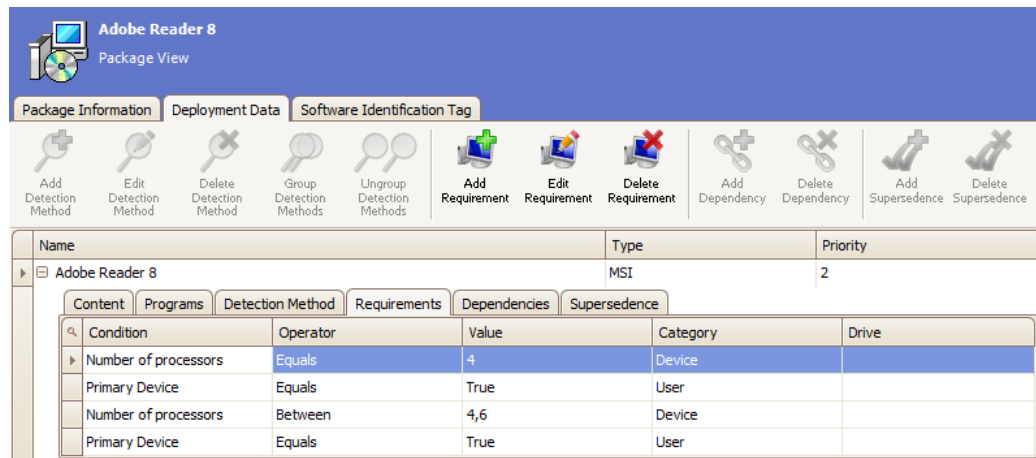 Adobe Reader 8
Package View
Package Information Deployment Data Software Identification Tag
Add Detection Method
Edit Detection Method
Delete Detection Method
Group Detection Methods
Ungroup Detection Methods
Add Requirement
Edit Requirement
Delete Requirement
Add Dependency
Delete Dependency
Add Supersedence
Delete Supersedence
Name Type Priority
Adobe Reader 8 MSI 2
Content Programs Detection Method Requirements Dependencies Supersedence
Condition Operator Value Category Drive
Number of processors Equals 4 Device
Primary Device Equals True User
Number of processors Between 4,6 Device
Primary Device Equals True User